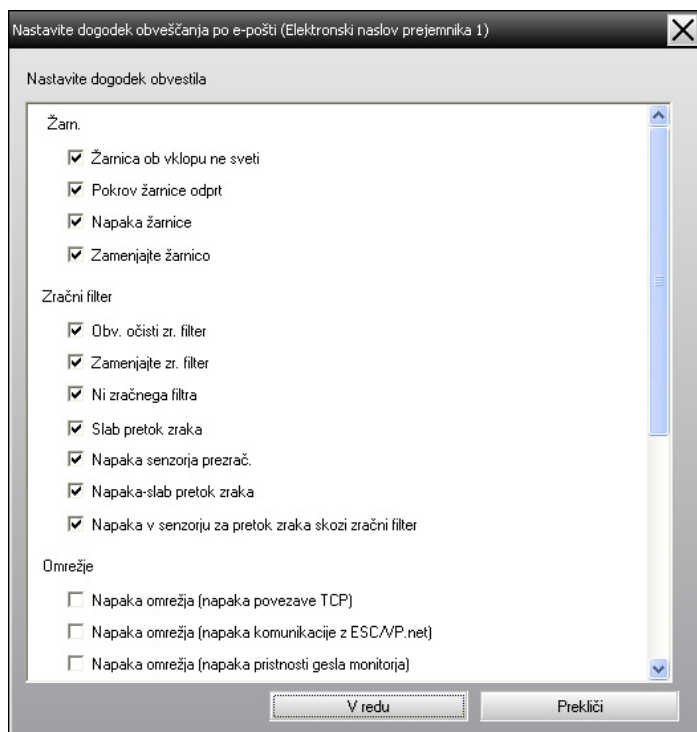 Nastavite dogodek obveščanja po e-pošti (Elektronski naslov prejemnika 1)
Nastavite dogodek obvestila
Žarn.
Žarnica ob vklopu ne sveti
Pokrov žarnice odprt
Napaka žarnice
Zamenjajte žarnico
Zračni filter
Obv. očisti zr. filter
Zamenjajte zr. filter
Ni zračnega filtra
Slab pretok zraka
Napaka senzorja prezrač.
Napaka-slab pretok zraka
Napaka v senzorju za pretok zraka skozi zračni filter
Omrežje
Napaka omrežja (napaka povezave TCP)
Napaka omrežja (napaka komunikacije z ESC/VP.net)
Napaka omrežja (napaka pristnosti gesla monitorja)
V redu
Prekliči